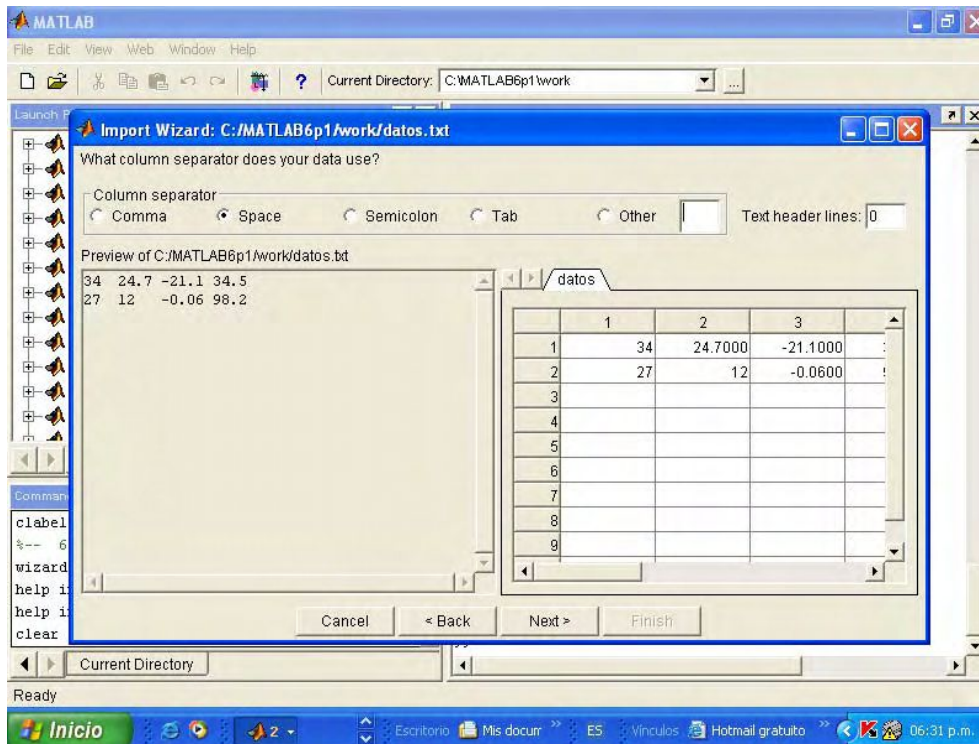 MATLAB
File Edit View Web Window Help
? Current Directory: C:\MATLAB6p1\work ...
Launch
Import Wizard: C:/MATLAB6p1/work/datos.txt
What column separator does your data use?
Column separator
Comma Space Semicolon Tab Other Text header lines: 0
Preview of C:/MATLAB6p1/work/datos.txt
34 24.7 -21.1 34.5
27 12 -0.06 98.2
datos
1 2 3
1 34 24.7000 -21.1000
2 27 12 -0.0600
3
4
5
6
7
8
9
Cancel < Back Next > Finish
Comman
clabel
%-- 6
wizard
help i
help i
clear
Current Directory
Ready
Inicio 2 Escritorio Mis docum » ES Vínculos Hotmail gratuito » 06:31 p.m.